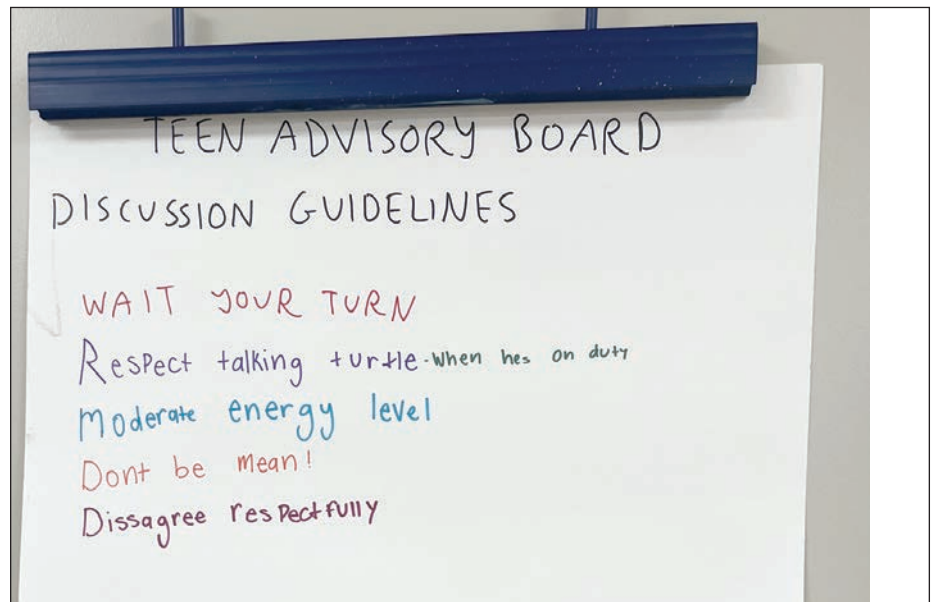 TEEN ADVISORY BOARD
DISCUSSION GUIDELINES
WAIT YOUR TURN
Respect talking turtle-when hes on duty
Moderate energy level
Dont be mean!
Dissagree respectfully